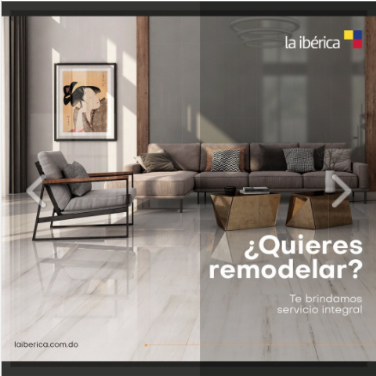 la ibérica
¿Quieres
remodelar?
Te brindamos
servicio integral
laiberica.com.do